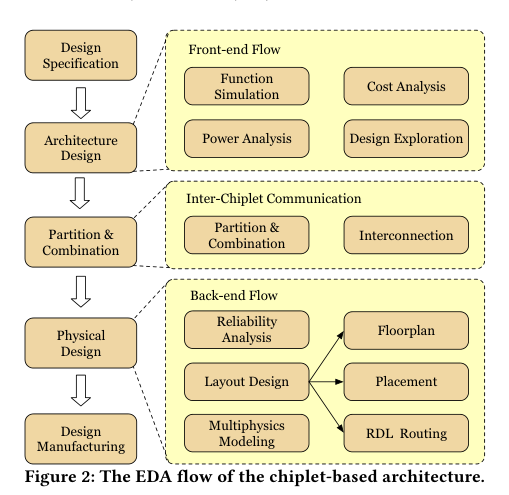 Design
Specification
Architecture
Design
Partition &
Combination
Physical
Design
Design
Manufacturing
Front-end Flow
Function
Simulation
Cost Analysis
Power Analysis
Design Exploration
Inter-Chiplet Communication
Partition &
Combination
Interconnection
Back-end Flow
Reliability
Analysis
Floorplan
Layout Design
Placement
Multiphysics
Modeling
RDL Routing
Figure 2: The EDA flow of the chiplet-based architecture.